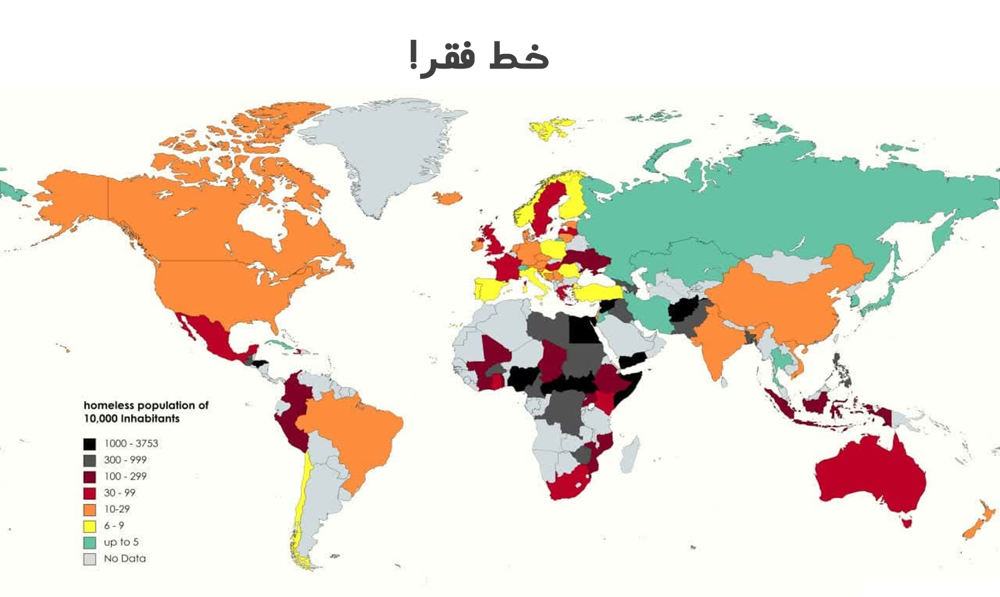 خط فقر!
homeless population of
10,000 Inhabitants
1000 - 3753
300 - 999
100 - 299
30 - 99
10-29
6 - 9
up to 5
No Data